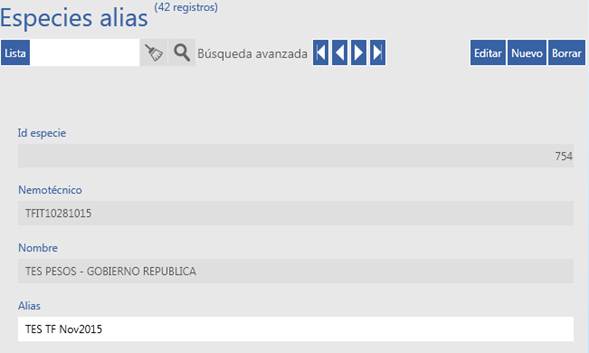 Especies alias (42 registros)
Lista Búsqueda avanzada Editar Nuevo Borrar
Id especie
754
Nemotécnico
TFIT10281015
Nombre
TES PESOS - GOBIERNO REPUBLICA
Alias
TES TF Nov2015